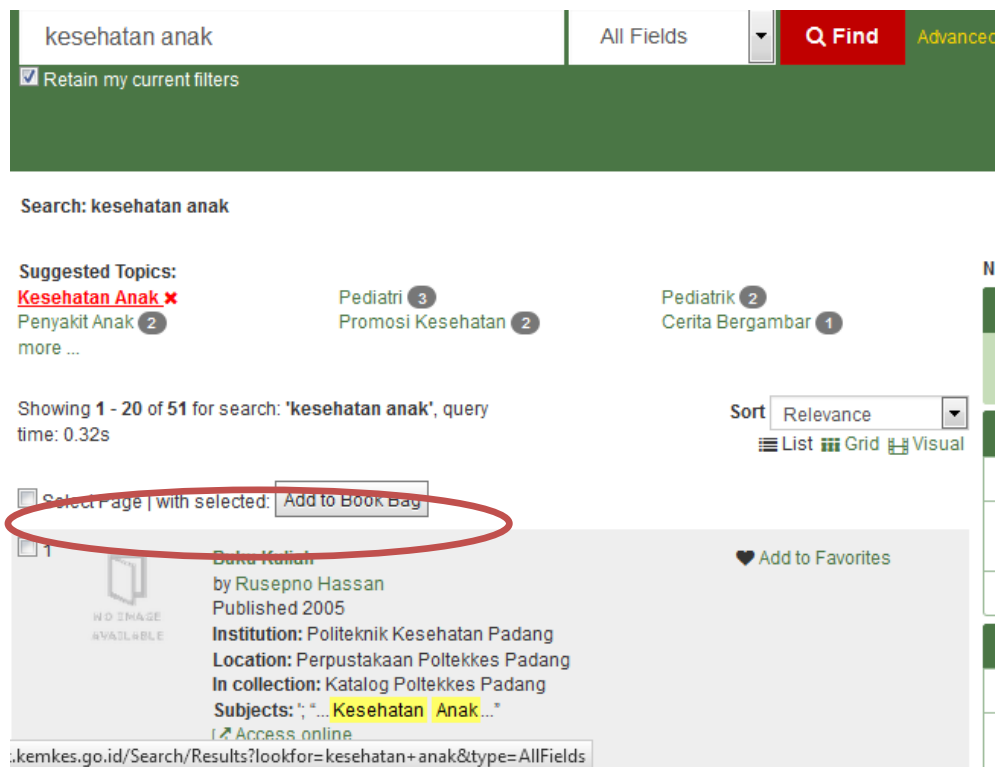 kesehatan anak All Fields Find Advanced
Retain my current filters
Search: kesehatan anak
Suggested Topics:
Kesehatan Anak Pediatri 3 Pediatrik 2
Penyakit Anak 2 Promosi Kesehatan 2 Cerita Bergambar 1
more ...
Showing 1 - 20 of 51 for search: 'kesehatan anak', query
time: 0.32s
Sort Relevance
List Grid Visual
Select Page | with selected: Add to Book Bag
1
NO IMAGE
AVAILABLE
Buku Kuliah
by Rusepno Hassan
Published 2005
Institution: Politeknik Kesehatan Padang
Location: Perpustakaan Poltekkes Padang
In collection: Katalog Poltekkes Padang
Subjects: '; “...Kesehatan Anak...”
Access online
Add to Favorites
.kemkes.go.id/Search/Results?lookfor=kesehatan+anak&type=AllFields